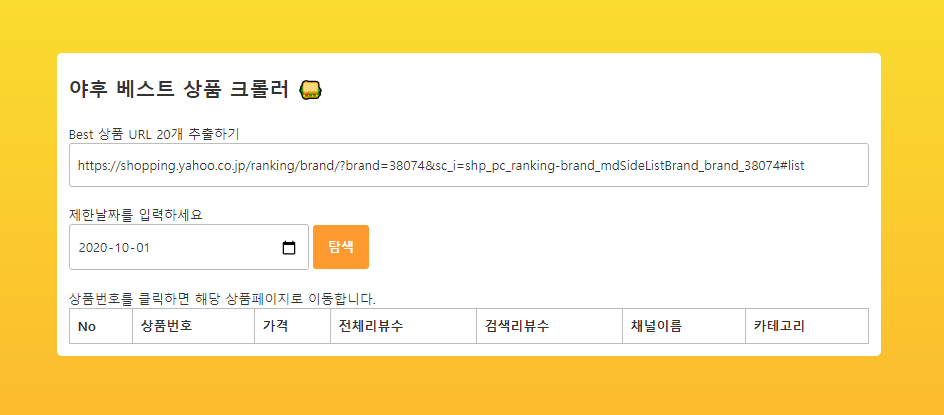 야후 베스트 상품 크롤러
Best 상품 URL 20개 추출하기
https://shopping.yahoo.co.jp/ranking/brand/?brand=38074&sc_i=shp_pc_ranking-brand_mdSideListBrand_brand_38074#list
제한날짜를 입력하세요
2020-10-01 탐색
상품번호를 클릭하면 해당 상품페이지로 이동합니다.
No 상품번호 가격 전체리뷰수 검색리뷰수 채널이름 카테고리